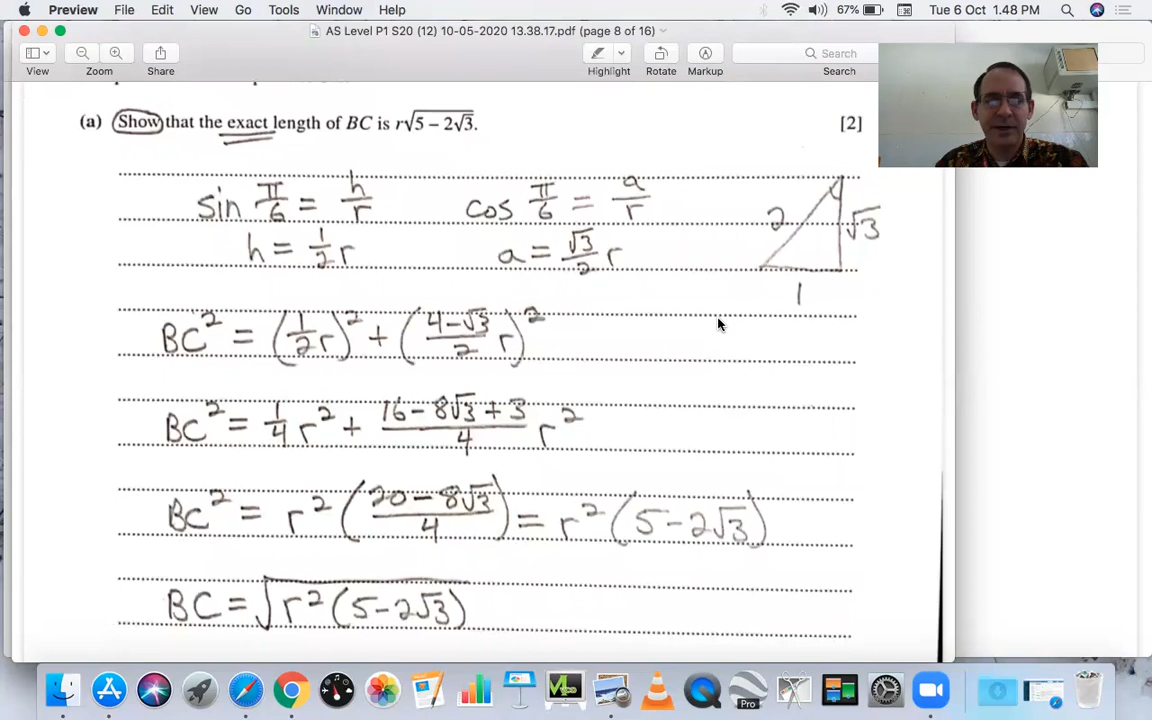 Preview File Edit View Go Tools Window Help 67% Tue 6 Oct 1.48 PM
AS Level P1 S20 (12) 10-05-2020 13.38.17.pdf (page 8 of 16)
Search
View Zoom Share Highlight Rotate Markup Search
(a) Show that the exact length of BC is r√5 − 2√3. [2]
sin π/6 = h/r cos π/6 = a/r
2 √3
h = 1/2 r a = √3/2 r
1
BC² = (1/2 r)² + (4−√3/2 r)²
BC² = 1/4 r² + 16 − 8√3 + 3/4 r²
BC² = r² (20 − 8√3/4) = r² (5 − 2√3)
BC = √r² (5 − 2√3)
Pro